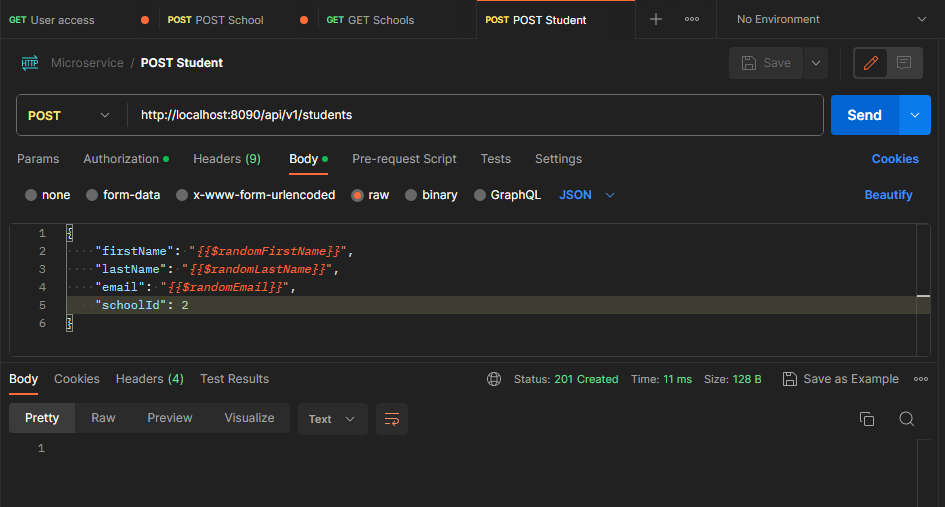 GET User access POST POST School GET GET Schools POST POST Student No Environment
HTTP Microservice / POST Student Save
POST http://localhost:8090/api/v1/students Send
Params Authorization Headers (9) Body Pre-request Script Tests Settings Cookies
none form-data x-www-form-urlencoded raw binary GraphQL JSON Beautify
1 {
2 "firstName": "{{$randomFirstName}}",
3 "lastName": "{{$randomLastName}}",
4 "email": "{{$randomEmail}}",
5 "schoolId": 2
6 }
Body Cookies Headers (4) Test Results Status: 201 Created Time: 11 ms Size: 128 B Save as Example
Pretty Raw Preview Visualize Text
1